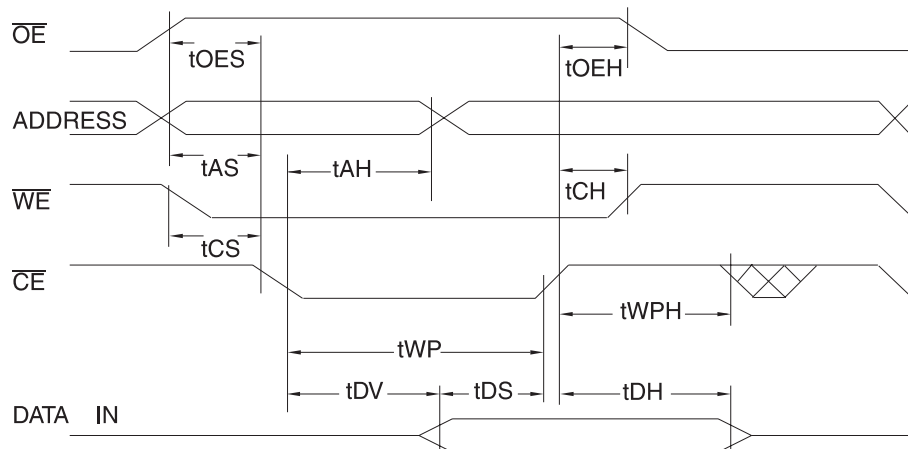 OE
tOES
tOEH
ADDRESS
tAS
tAH
tCH
WE
tCS
CE
tWPH
tWP
tDV
tDS
tDH
DATA IN